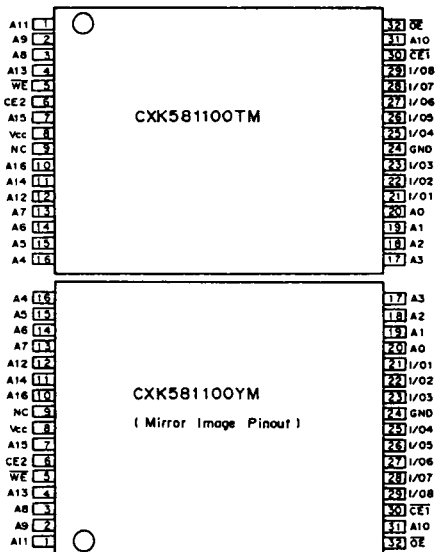 A11 1 32 O̅E̅
A9 2 31 A10
A8 3 30 C̅E̅1̅
A13 4 29 I/O8
W̅E̅ 5 28 I/O7
CE2 6 27 I/O6
A15 7 26 I/O5
Vcc 8 25 I/O4
NC 9 24 GND
A16 10 23 I/O3
A14 11 22 I/O2
A12 12 21 I/O1
A7 13 20 A0
A6 14 19 A1
A5 15 18 A2
A4 16 17 A3
CXK581100TM
A4 16 17 A3
A5 15 18 A2
A6 14 19 A1
A7 13 20 A0
A12 12 21 I/O1
A14 11 22 I/O2
A16 10 23 I/O3
NC 9 24 GND
Vcc 8 25 I/O4
A15 7 26 I/O5
CE2 6 27 I/O6
W̅E̅ 5 28 I/O7
A13 4 29 I/O8
A8 3 30 C̅E̅1̅
A9 2 31 A10
A11 1 32 O̅E̅
CXK581100YM
( Mirror Image Pinout )